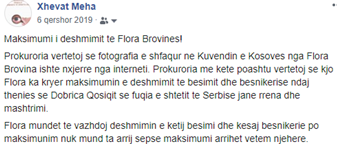 Xhevat Meha
6 qershor 2019 ·
Maksimumi i deshmimit te Flora Brovines!
Prokuroria vertetoj se fotografia e shfaqur ne Kuvendin e Kosoves nga Flora
Brovina ishte nxjerre nga interneti. Prokuroria me kete poashtu vertetoj se kjo
Flora ka kryer maksimumin e deshmimit te besimit dhe besnikerise ndaj
thenies se Dobrica Qosiqit se fuqia e shtetit te Serbise jane rrena dhe
mashtrimi.
Flora mundet te vazhdoj deshmimin e ketij besimi dhe kesaj besnikerie po
maksimumin nuk mund ta arrij sepse maksimumi arrihet vetem njehere.